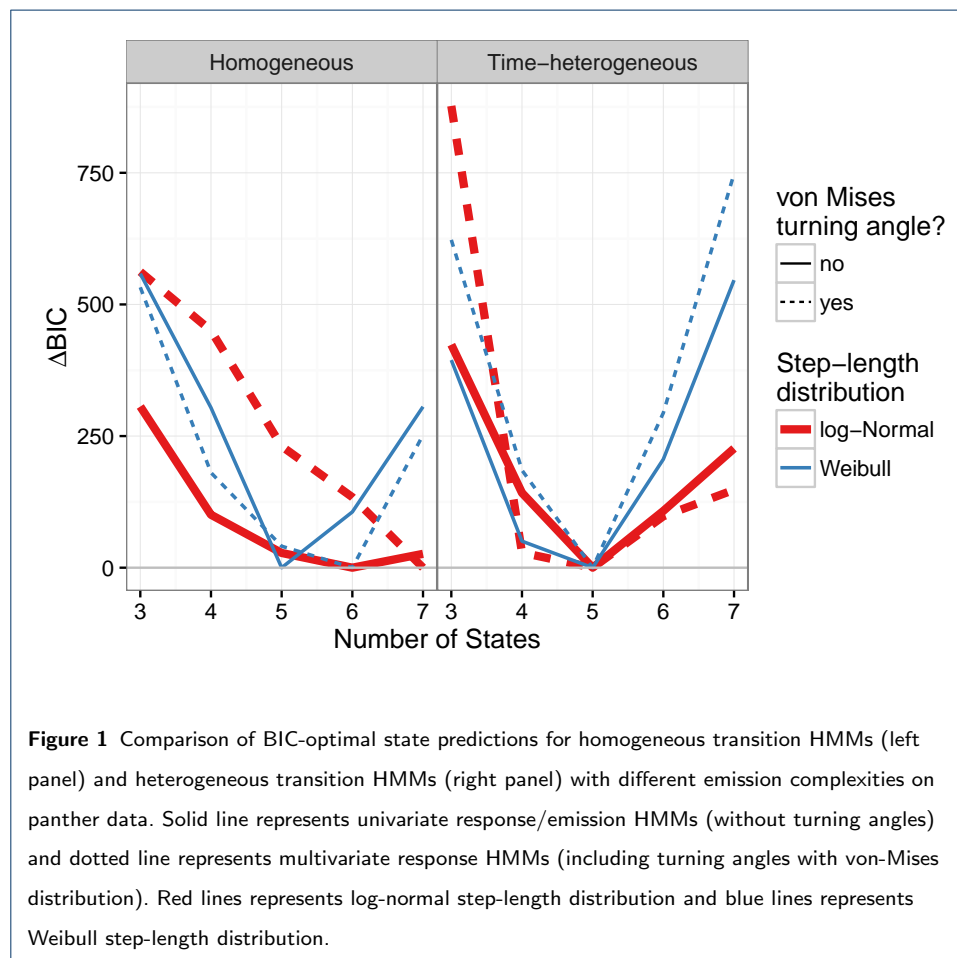 Homogeneous
Time−heterogeneous
750
500
250
0
ΔBIC
3 4 5 6 7
3 4 5 6 7
Number of States
von Mises
turning angle?
no
yes
Step−length
distribution
log−Normal
Weibull
Figure 1 Comparison of BIC-optimal state predictions for homogeneous transition HMMs (left
panel) and heterogeneous transition HMMs (right panel) with different emission complexities on
panther data. Solid line represents univariate response/emission HMMs (without turning angles)
and dotted line represents multivariate response HMMs (including turning angles with von-Mises
distribution). Red lines represents log-normal step-length distribution and blue lines represents
Weibull step-length distribution.